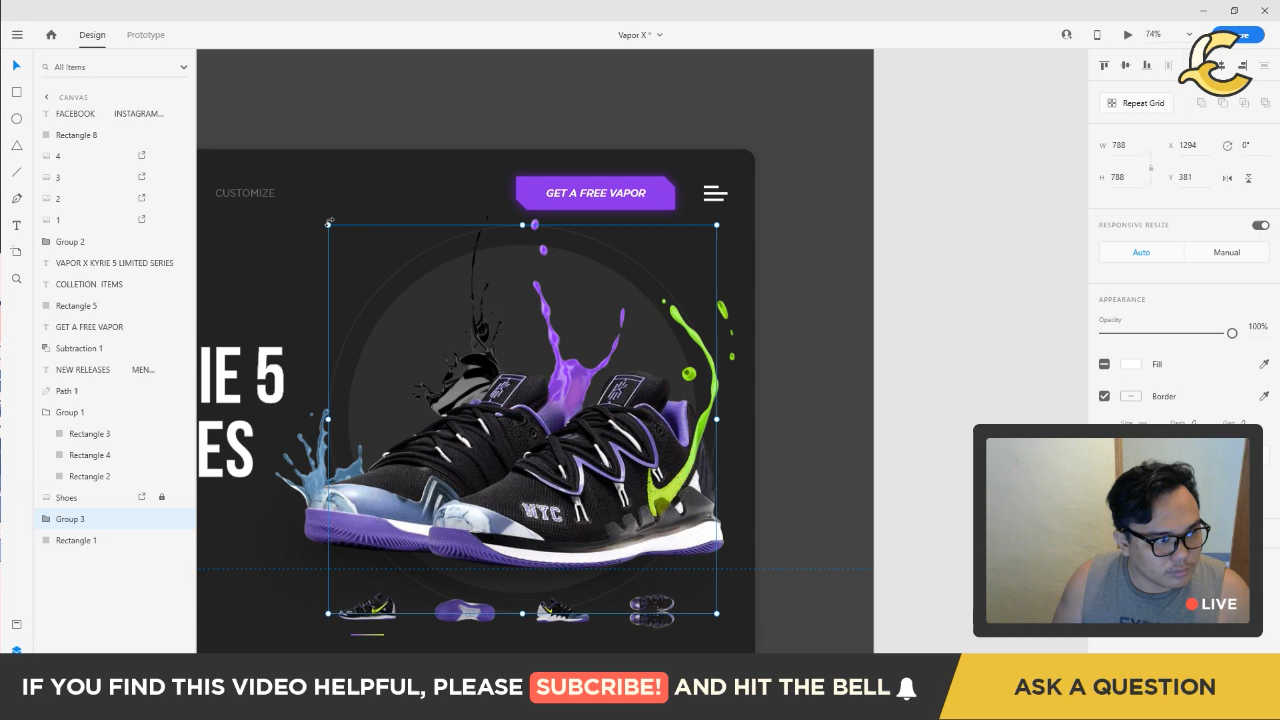 Design
Prototype
Vapor X *
74%
All Items
CANVAS
FACEBOOK INSTAGRAM...
Rectangle 8
4
3
2
1
Group 2
VAPOR X KYRIE 5 LIMITED SERIES
COLLETION ITEMS
Rectangle 5
GET A FREE VAPOR
Subtraction 1
NEW RELEASES MEN...
Path 1
Group 1
Rectangle 3
Rectangle 4
Rectangle 2
Shoes
Group 3
Rectangle 1
CUSTOMIZE
GET A FREE VAPOR
IE 5
ES
NYC
Repeat Grid
W 788 X 1294 0°
H 788 Y 381
RESPONSIVE RESIZE
Auto
Manual
APPEARANCE
Opacity
100%
Fill
Border
LIVE
IF YOU FIND THIS VIDEO HELPFUL, PLEASE SUBCRIBE! AND HIT THE BELL
ASK A QUESTION